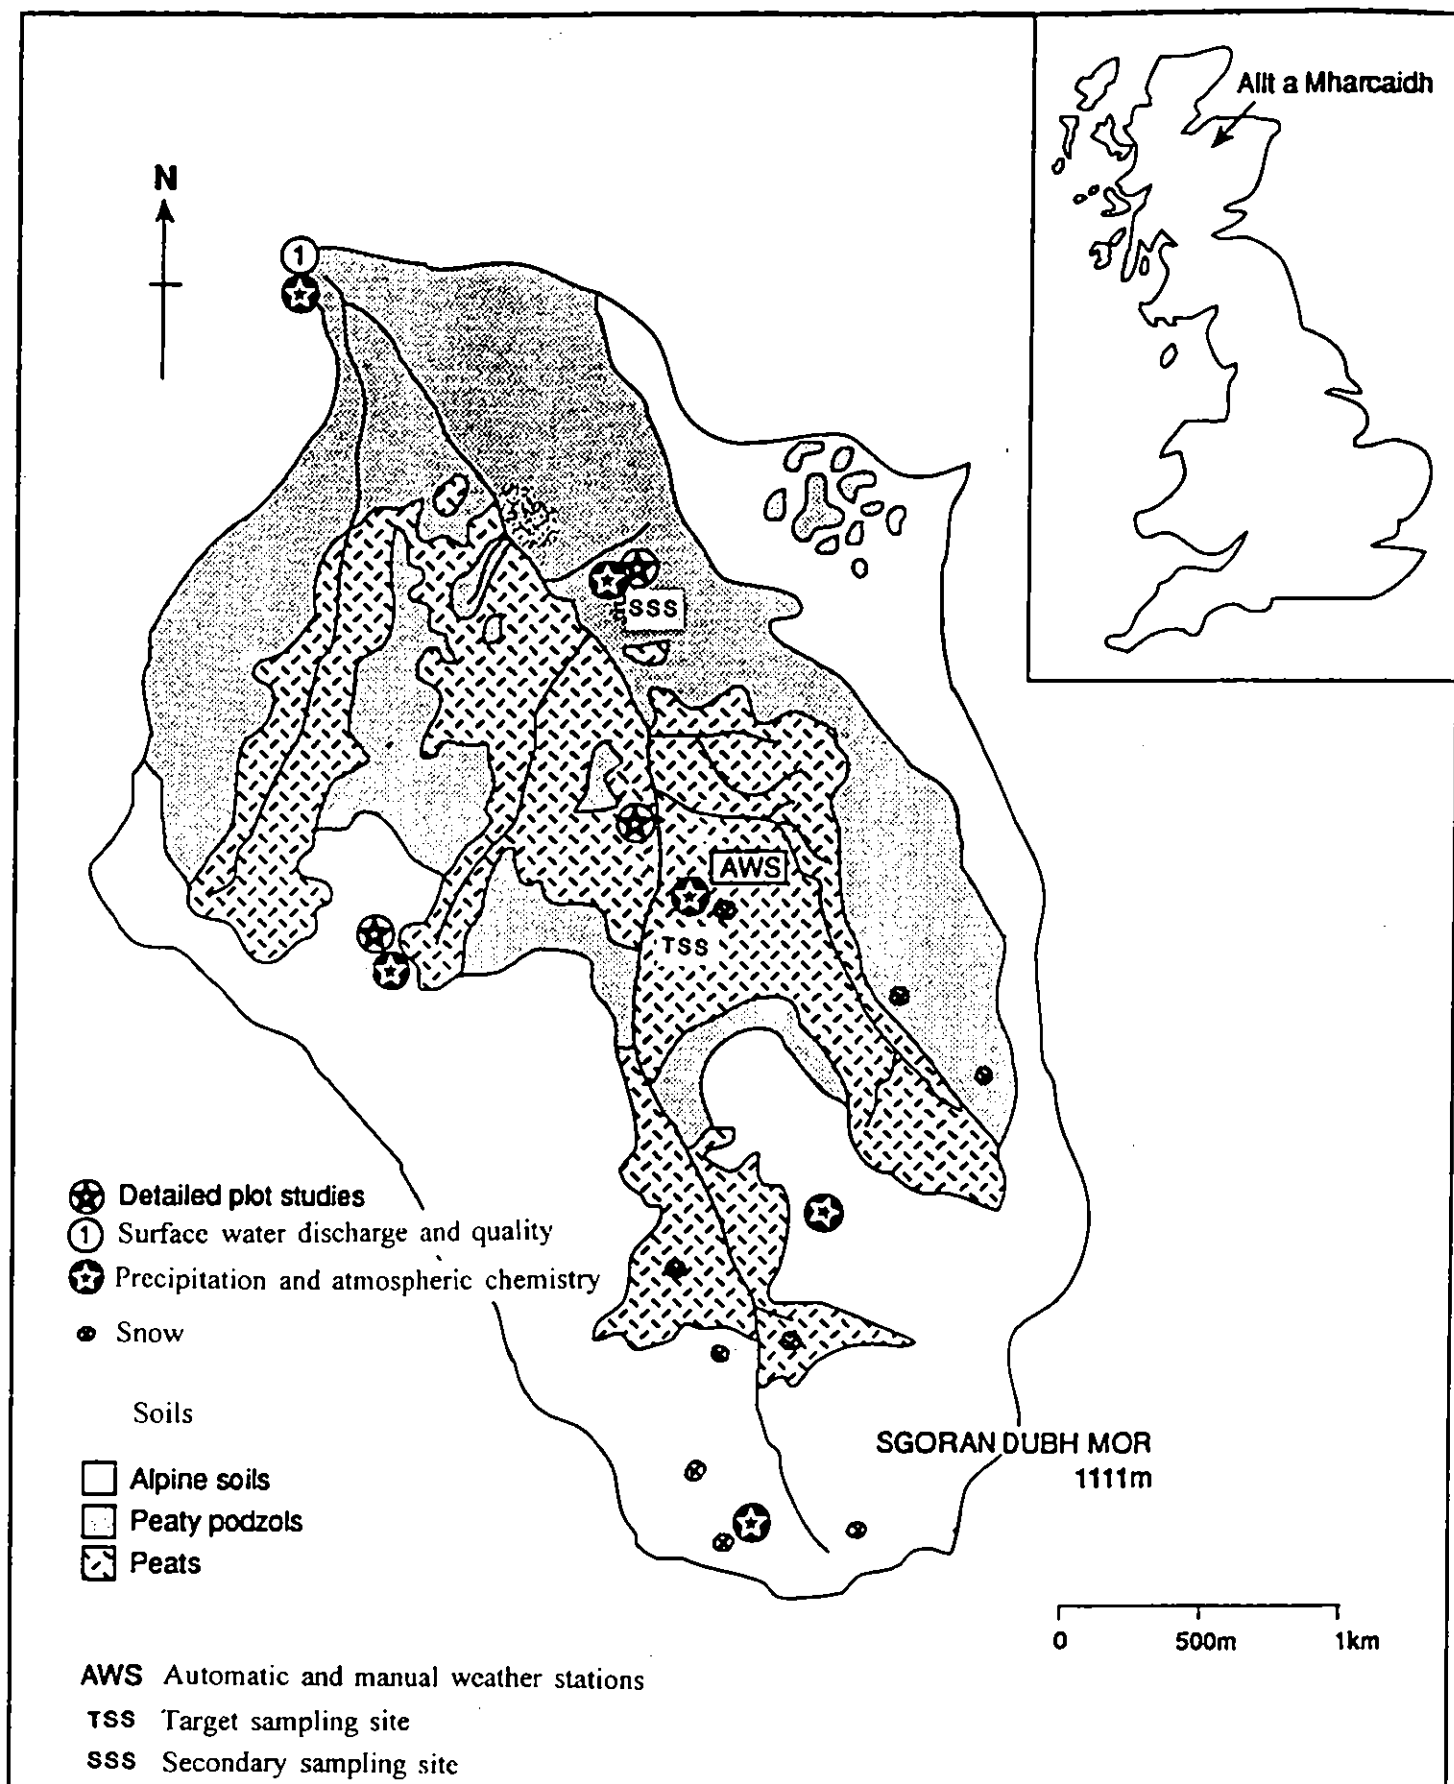 Allt a Mharcaidh
N
1
SSS
AWS
TSS
Detailed plot studies
1 Surface water discharge and quality
Precipitation and atmospheric chemistry
Snow
Soils
SGORAN DUBH MOR
1111m
Alpine soils
Peaty podzols
Peats
0 500m 1km
AWS Automatic and manual weather stations
TSS Target sampling site
SSS Secondary sampling site